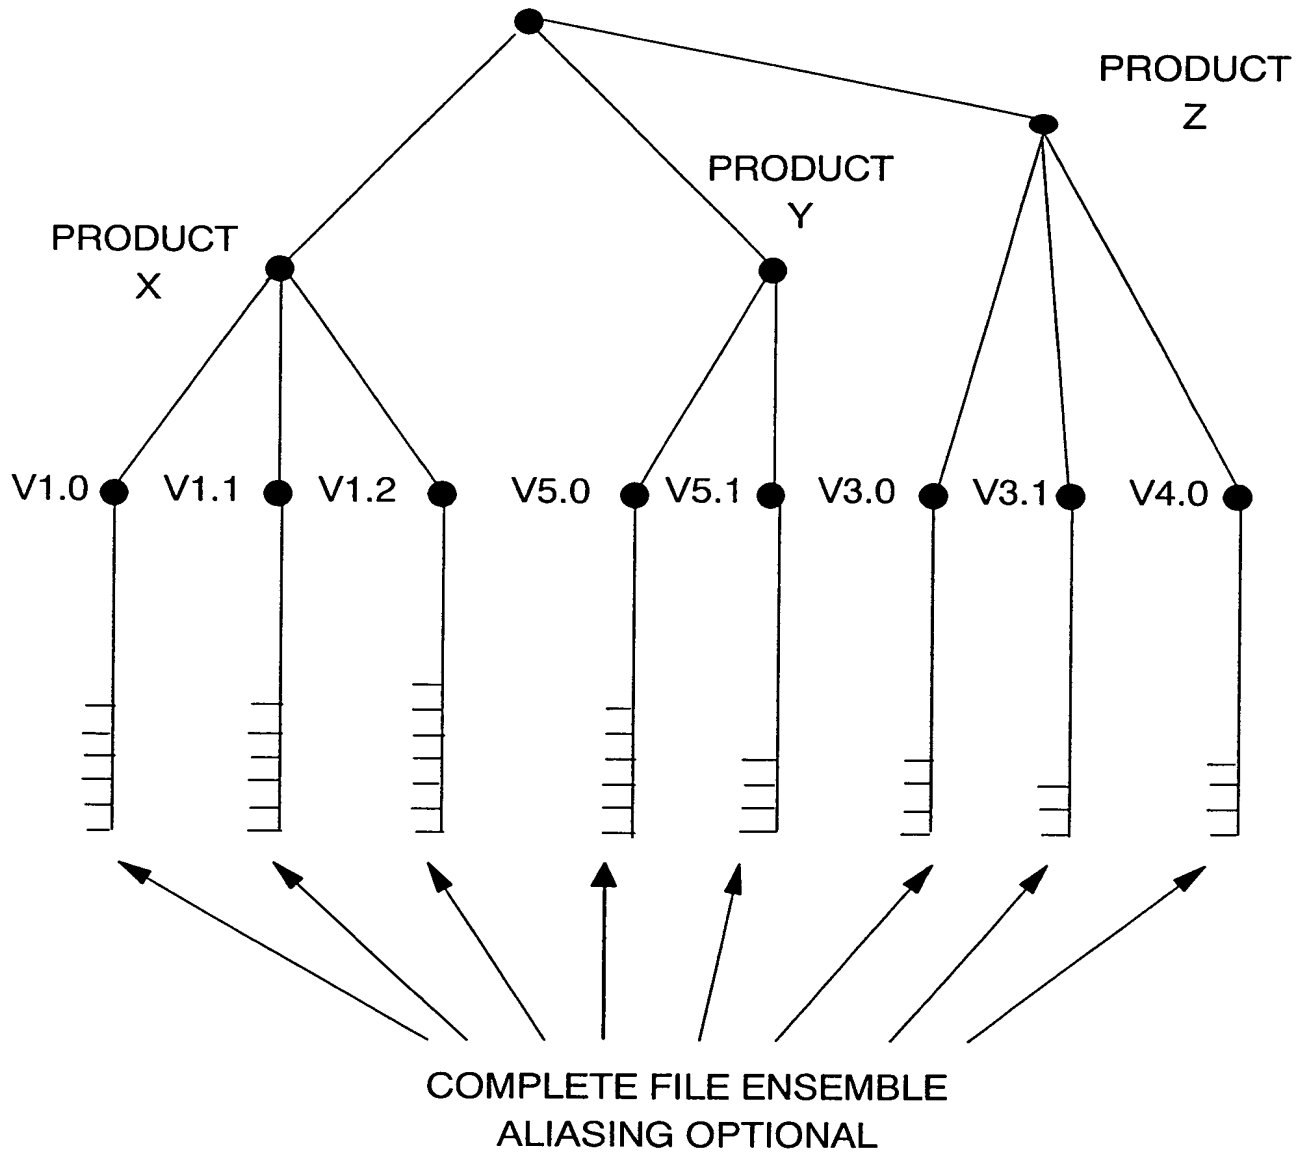 PRODUCT
Z
PRODUCT
Y
PRODUCT
X
V1.0 V1.1 V1.2 V5.0 V5.1 V3.0 V3.1 V4.0
COMPLETE FILE ENSEMBLE
ALIASING OPTIONAL